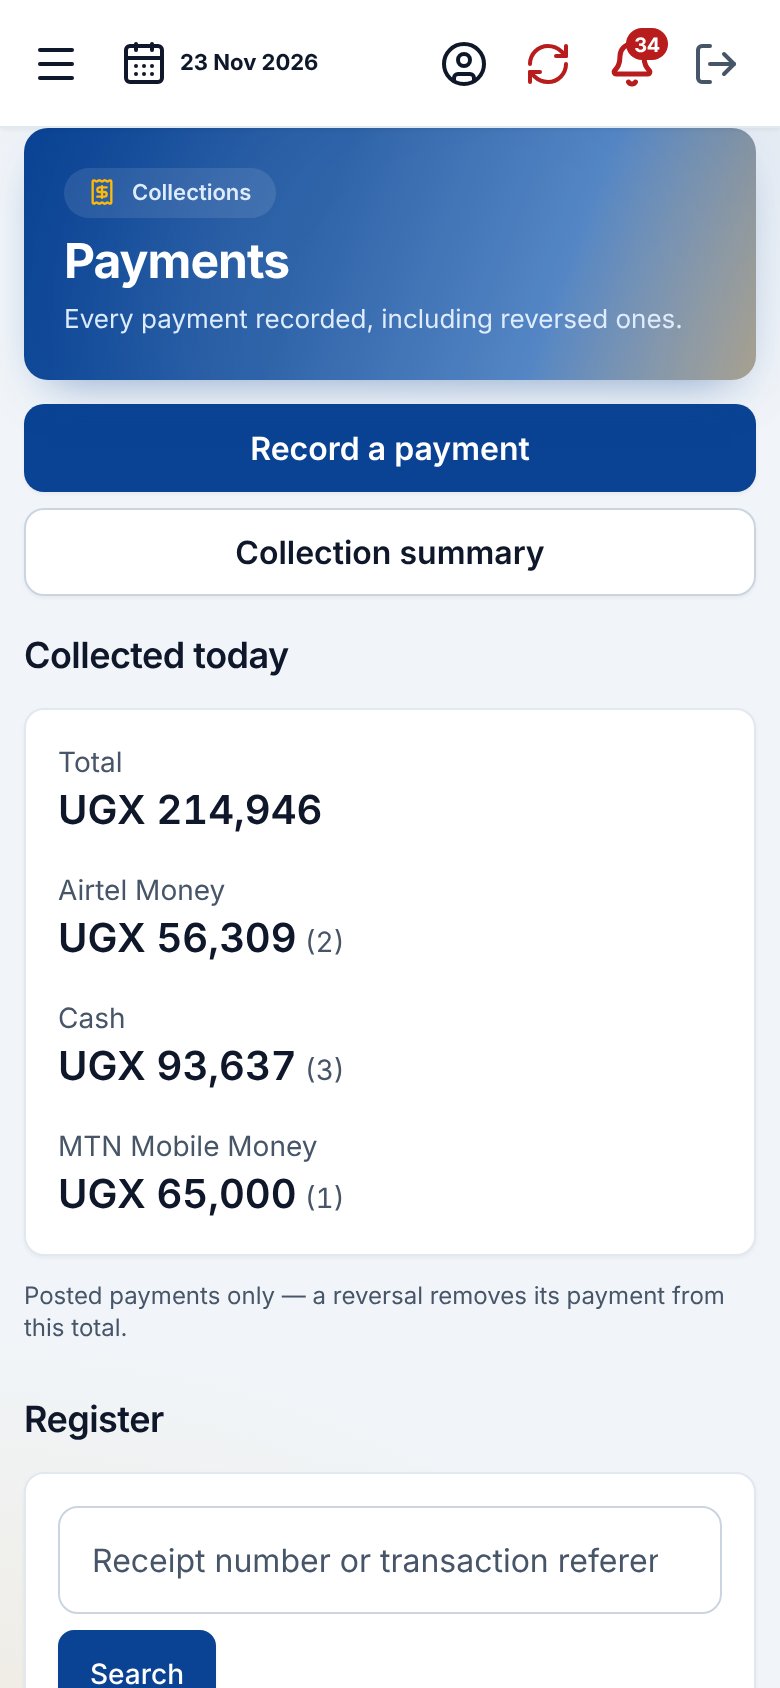 23 Nov 2026
34
Collections
Payments
Every payment recorded, including reversed ones.
Record a payment
Collection summary
Collected today
Total
UGX 214,946
Airtel Money
UGX 56,309 (2)
Cash
UGX 93,637 (3)
MTN Mobile Money
UGX 65,000 (1)
Posted payments only — a reversal removes its payment from
this total.
Register
Receipt number or transaction referer
Search